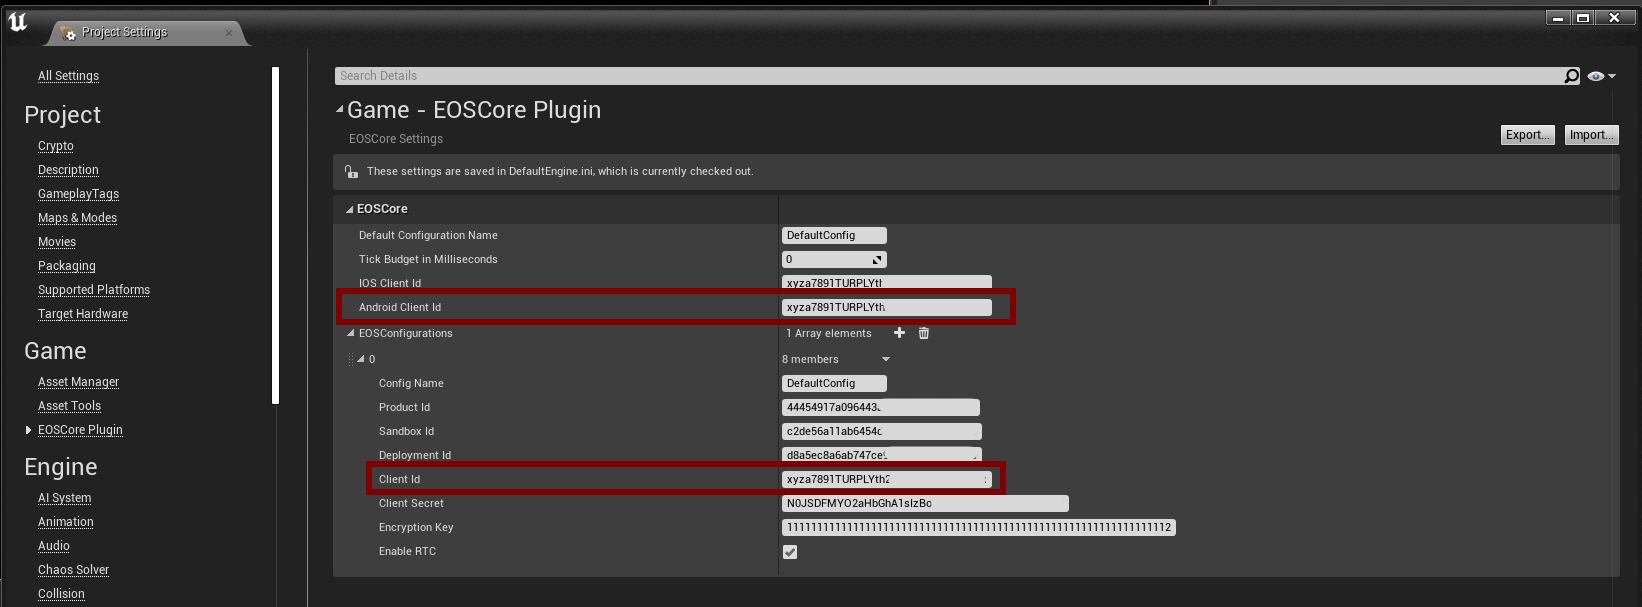 Project Settings
All Settings
Project
Crypto
Description
GameplayTags
Maps & Modes
Movies
Packaging
Supported Platforms
Target Hardware
Game
Asset Manager
Asset Tools
EOSCore Plugin
Engine
AI System
Animation
Audio
Chaos Solver
Collision
Search Details
Game - EOSCore Plugin
EOSCore Settings
Export... Import...
These settings are saved in DefaultEngine.ini, which is currently checked out.
EOSCore
Default Configuration Name DefaultConfig
Tick Budget in Milliseconds 0
IOS Client Id
Android Client Id xyza7891TURPLYth
EOSConfigurations 1 Array elements
0 8 members
Config Name DefaultConfig
Product Id 44454917a096443
Sandbox Id c2de56a11ab6454
Deployment Id d8a5ec8a6ab747ce
Client Id xyza7891TURPLYth2
Client Secret
Encryption Key
Enable RTC